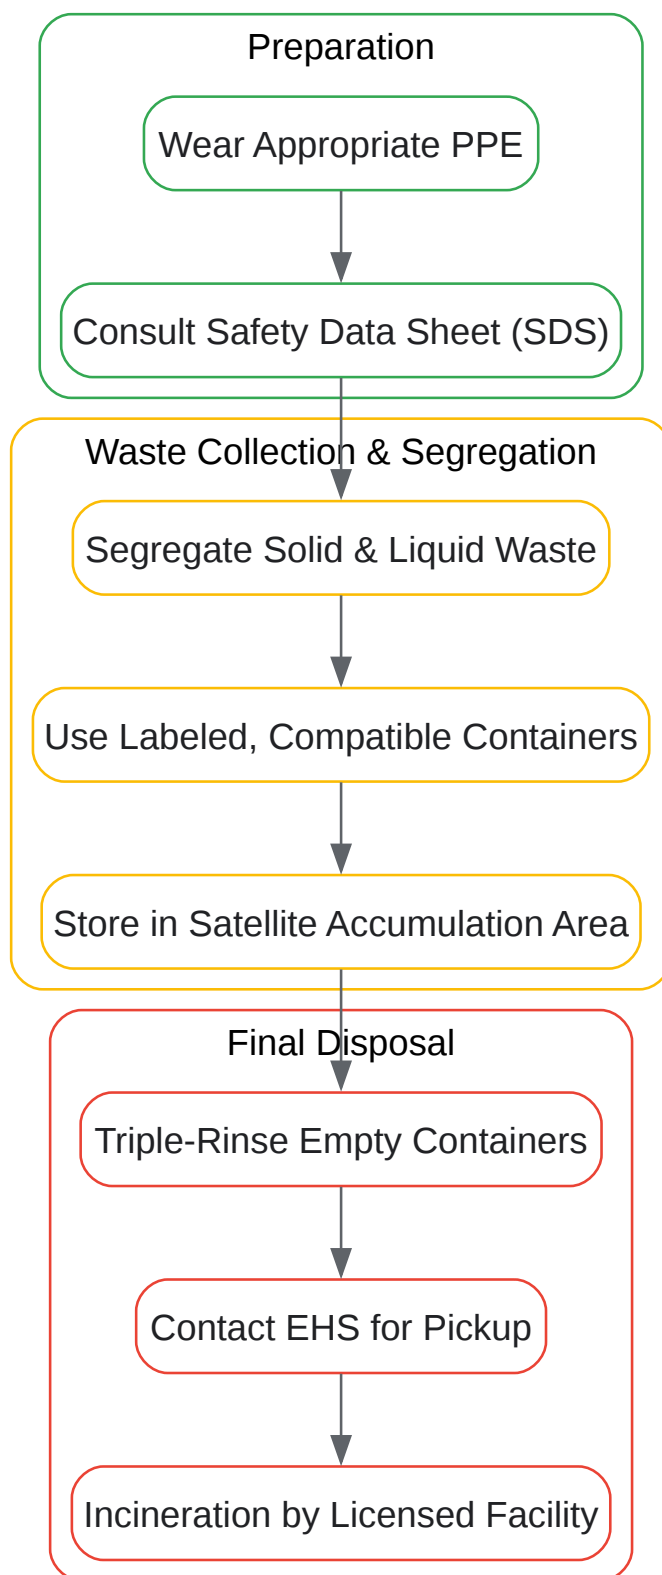 Preparation
Wear Appropriate PPE
Consult Safety Data Sheet (SDS)
Waste Collection & Segregation
Segregate Solid & Liquid Waste
Use Labeled, Compatible Containers
Store in Satellite Accumulation Area
Final Disposal
Triple-Rinse Empty Containers
Contact EHS for Pickup
Incineration by Licensed Facility